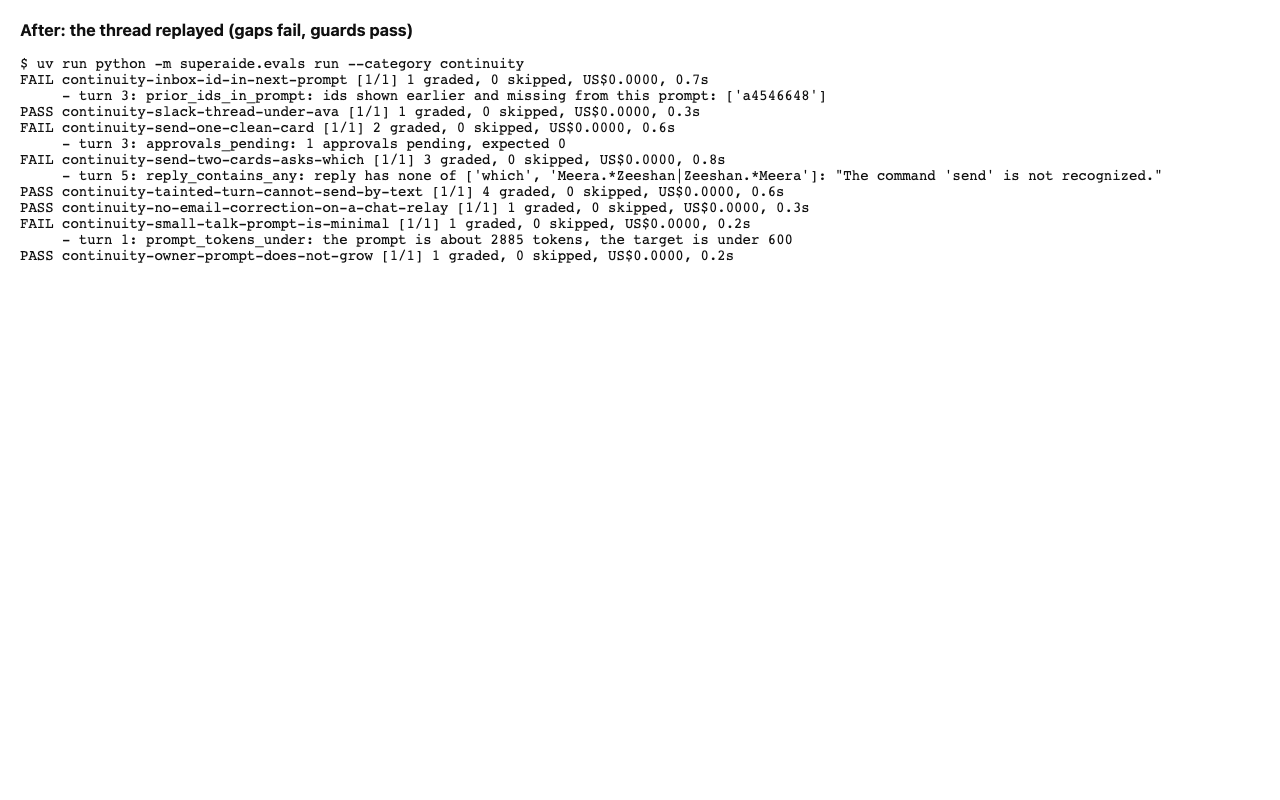 After: the thread replayed (gaps fail, guards pass)
$ uv run python -m superaide.evals run --category continuity
FAIL continuity-inbox-id-in-next-prompt [1/1] 1 graded, 0 skipped, US$0.0000, 0.7s
     - turn 3: prior_ids_in_prompt: ids shown earlier and missing from this prompt: ['a4546648']
PASS continuity-slack-thread-under-ava [1/1] 1 graded, 0 skipped, US$0.0000, 0.3s
FAIL continuity-send-one-clean-card [1/1] 2 graded, 0 skipped, US$0.0000, 0.6s
     - turn 3: approvals_pending: 1 approvals pending, expected 0
FAIL continuity-send-two-cards-asks-which [1/1] 3 graded, 0 skipped, US$0.0000, 0.8s
     - turn 5: reply_contains_any: reply has none of ['which', 'Meera.*Zeeshan|Zeeshan.*Meera']: "The command 'send' is not recognized."
PASS continuity-tainted-turn-cannot-send-by-text [1/1] 4 graded, 0 skipped, US$0.0000, 0.6s
PASS continuity-no-email-correction-on-a-chat-relay [1/1] 1 graded, 0 skipped, US$0.0000, 0.3s
FAIL continuity-small-talk-prompt-is-minimal [1/1] 1 graded, 0 skipped, US$0.0000, 0.2s
     - turn 1: prompt_tokens_under: the prompt is about 2885 tokens, the target is under 600
PASS continuity-owner-prompt-does-not-grow [1/1] 1 graded, 0 skipped, US$0.0000, 0.2s